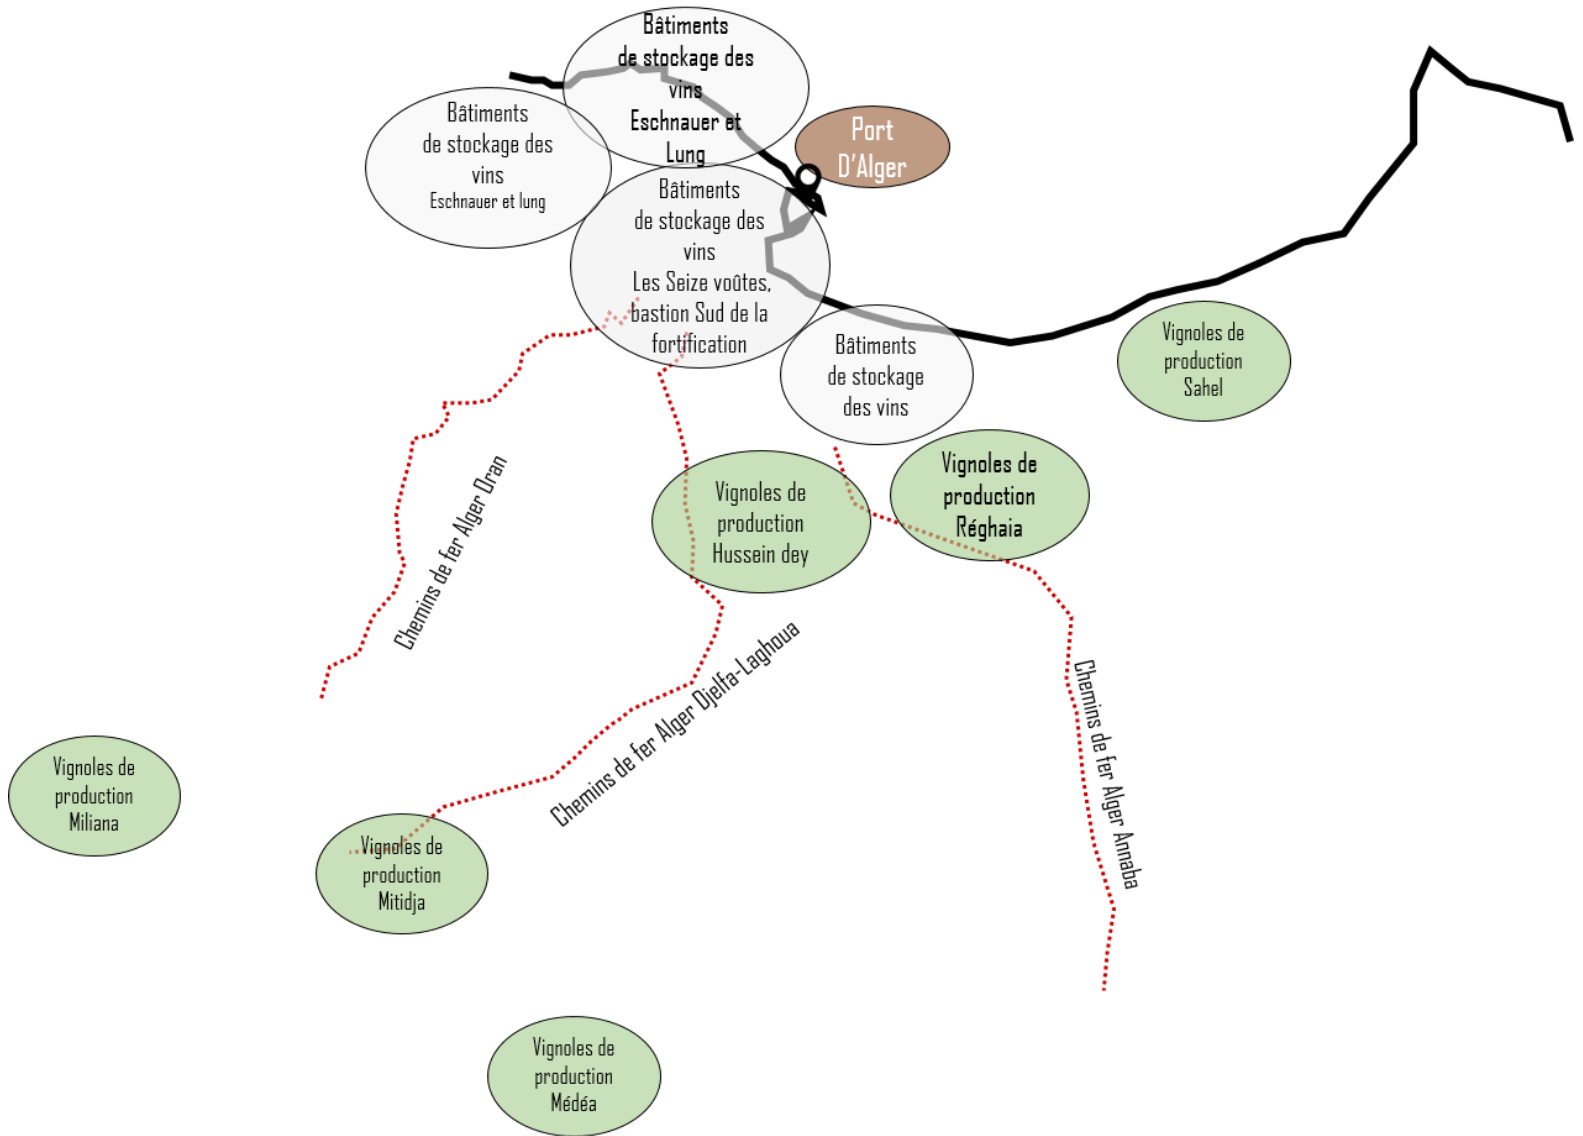 Bâtiments
de stockage des
vins
Eschnauer et
Lung
Bâtiments
de stockage des
vins
Eschnauer et lung
Port
D'Alger
Bâtiments
de stockage des
vins
Les Seize voûtes,
bastion Sud de la
fortification
Bâtiments
de stockage
des vins
Vignoles de
production
Sahel
Vignoles de
production
Hussein dey
Vignoles de
production
Réghaia
Chemins de fer Alger Oran
Chemins de fer Alger Djelfa-Laghoua
Chemins de fer Alger Annaba
Vignoles de
production
Miliana
Vignoles de
production
Mitidja
Vignoles de
production
Médéa